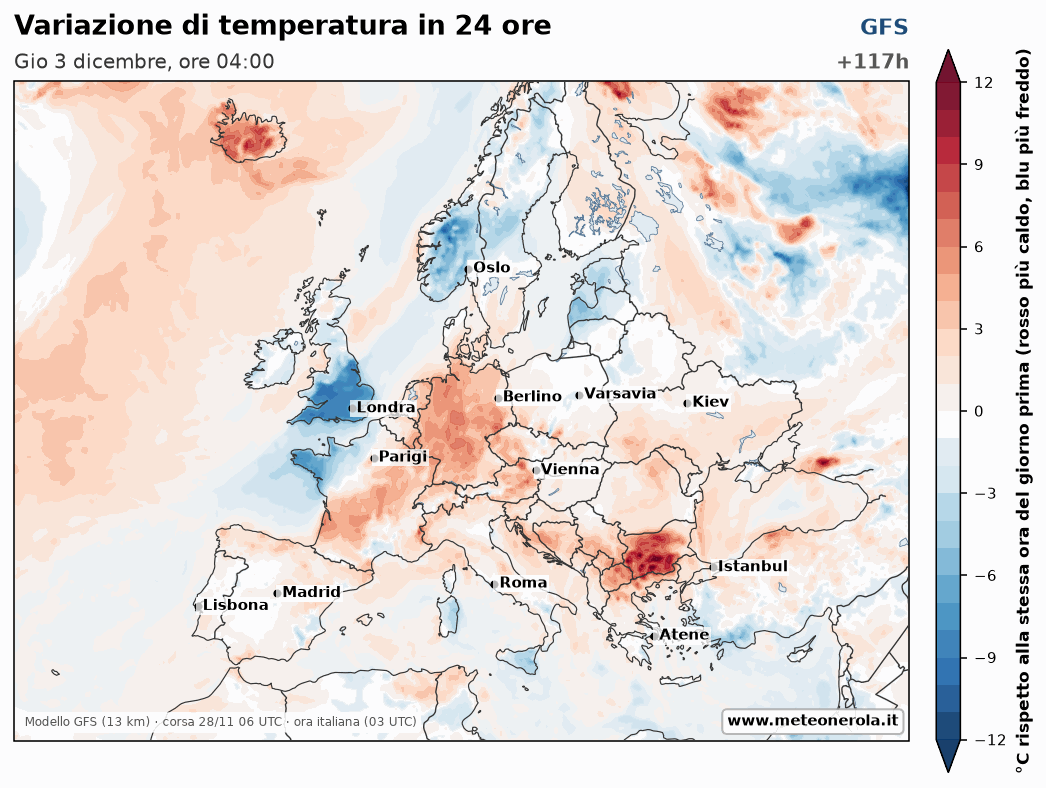 Variazione di temperatura in 24 ore
GFS
Gio 3 dicembre, ore 04:00
+117h
12
9
6
3
0
−3
−6
−9
−12
°C rispetto alla stessa ora del giorno prima (rosso più caldo, blu più freddo)
Oslo
Londra
Berlino
Varsavia
Kiev
Parigi
Vienna
Istanbul
Roma
Madrid
Lisbona
Atene
Modello GFS (13 km) · corsa 28/11 06 UTC · ora italiana (03 UTC)
www.meteonerola.it